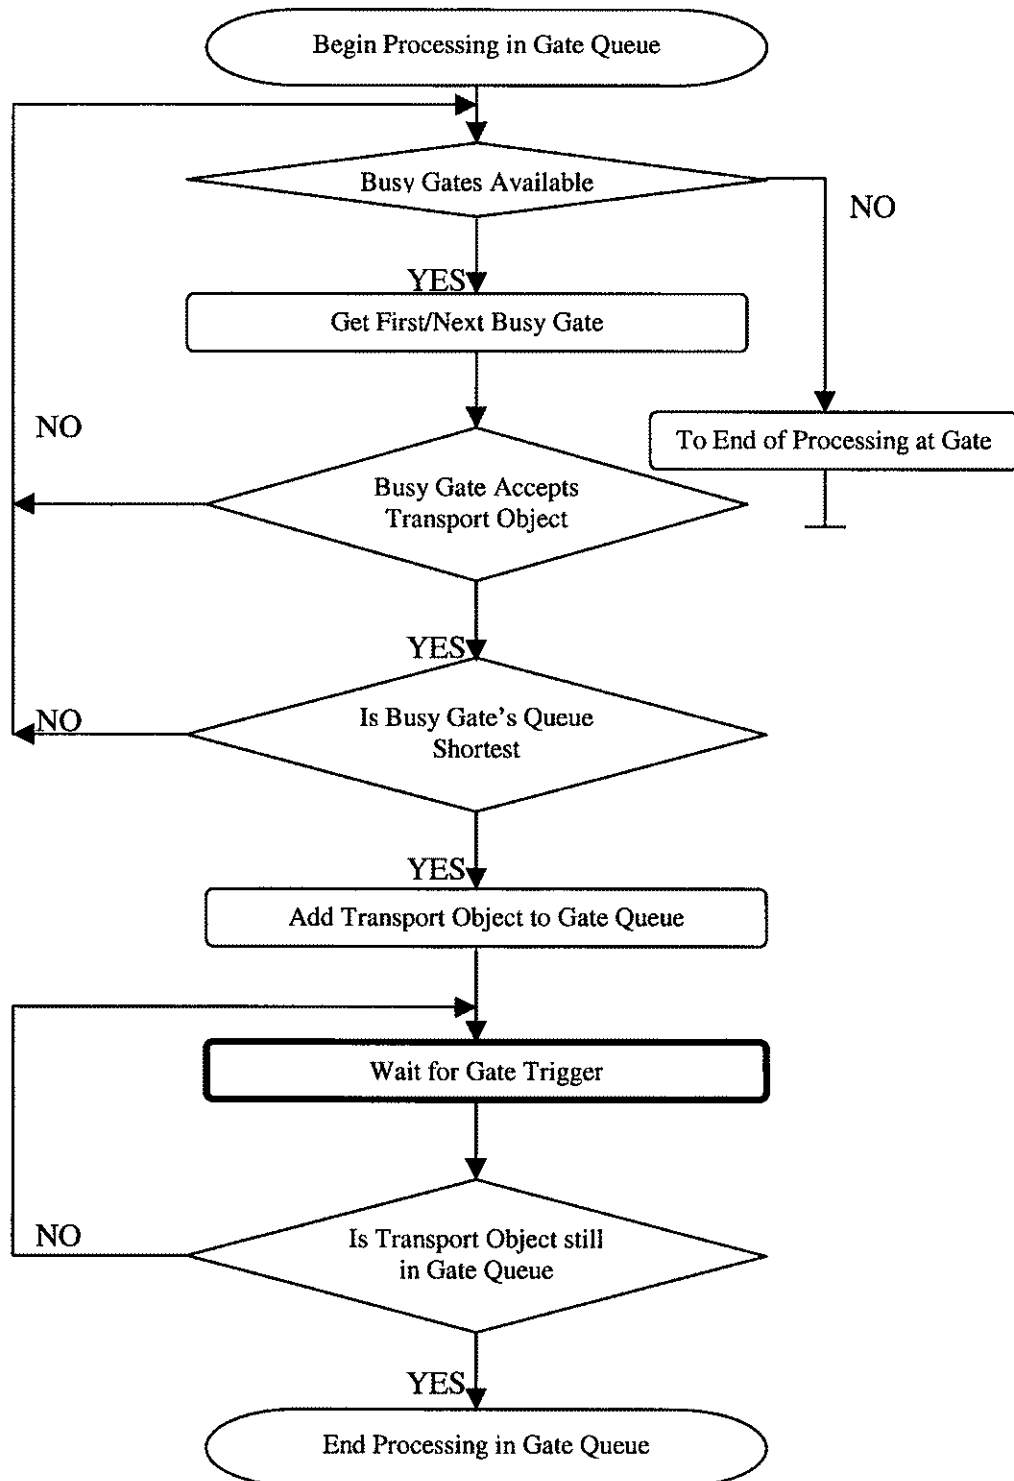 Begin Processing in Gate Queue
Busy Gates Available
NO
YES
Get First/Next Busy Gate
NO
To End of Processing at Gate
Busy Gate Accepts
Transport Object
YES
NO
Is Busy Gate's Queue
Shortest
YES
Add Transport Object to Gate Queue
Wait for Gate Trigger
NO
Is Transport Object still
in Gate Queue
YES
End Processing in Gate Queue